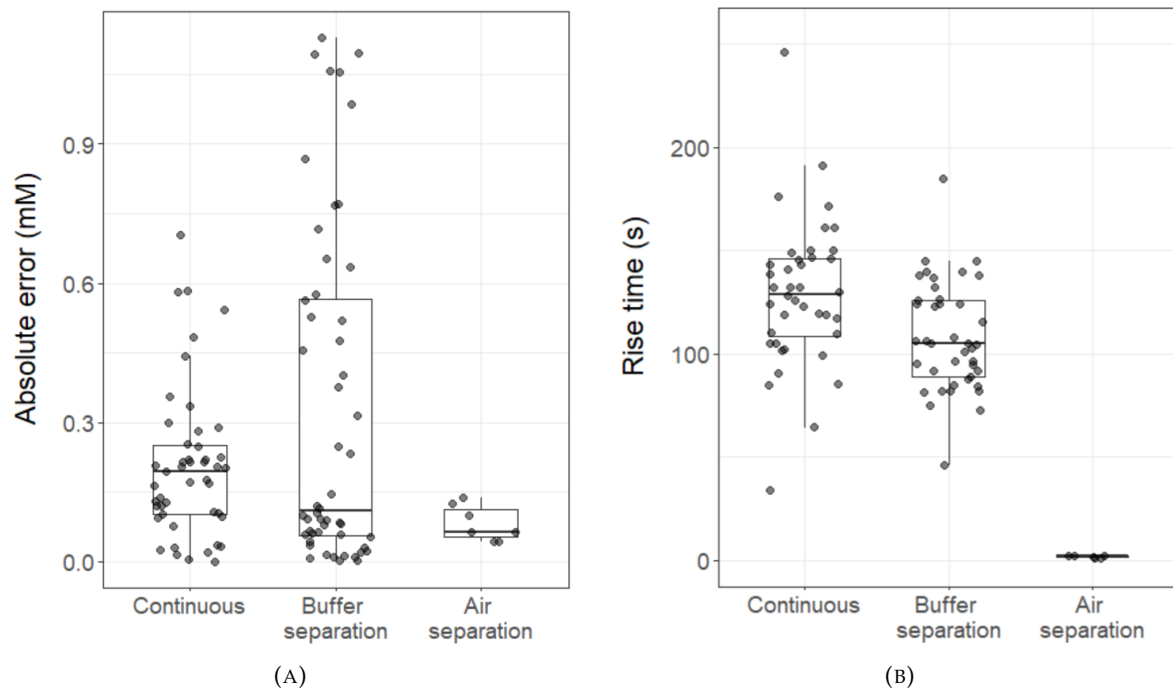 Absolute error (mM)
0.9
0.6
0.3
0.0
Continuous
Buffer
separation
Air
separation
(A)
Rise time (s)
200
100
0
Continuous
Buffer
separation
Air
separation
(B)